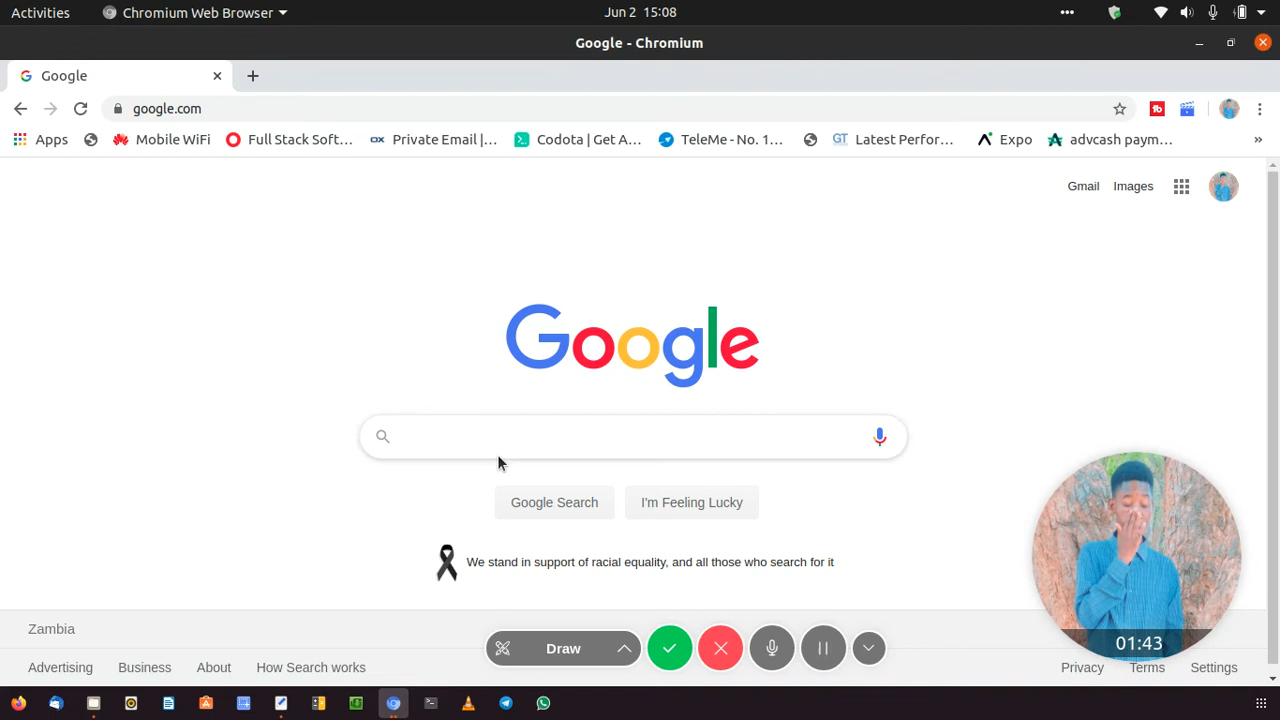 Activities
Chromium Web Browser
Jun 2 15:08
Google - Chromium
Google
google.com
Apps
Mobile WiFi
Full Stack Soft...
Private Email |...
Codota | Get A...
TeleMe - No. 1...
GT
Latest Perfor...
Expo
advcash paym...
Gmail
Images
Google
Google Search
I'm Feeling Lucky
We stand in support of racial equality, and all those who search for it
Zambia
Draw
01:43
Advertising
Business
About
How Search works
Privacy
Terms
Settings